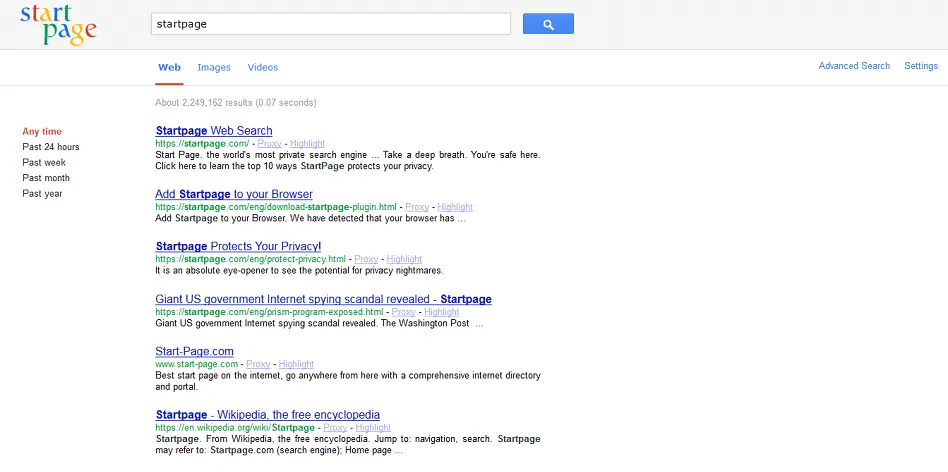 start
page
startpage
Web Images Videos
Advanced Search Settings
About 2,249,162 results (0.07 seconds)
Any time
Past 24 hours
Past week
Past month
Past year
Startpage Web Search
https://startpage.com/ - Proxy - Highlight
Start Page. the world's most private search engine ... Take a deep breath. You're safe here.
Click here to learn the top 10 ways StartPage protects your privacy.
Add Startpage to your Browser
https://startpage.com/eng/download-startpage-plugin.html - Proxy - Highlight
Add Startpage to your Browser. We have detected that your browser has ...
Startpage Protects Your Privacy!
https://startpage.com/eng/protect-privacy.html - Proxy - Highlight
It is an absolute eye-opener to see the potential for privacy nightmares.
Giant US government Internet spying scandal revealed - Startpage
https://startpage.com/eng/prism-program-exposed.html - Proxy - Highlight
Giant US government Internet spying scandal revealed. The Washington Post ...
Start-Page.com
www.start-page.com - Proxy - Highlight
Best start page on the internet, go anywhere from here with a comprehensive internet directory
and portal.
Startpage - Wikipedia, the free encyclopedia
https://en.wikipedia.org/wiki/Startpage - Proxy - Highlight
Startpage. From Wikipedia, the free encyclopedia. Jump to: navigation, search. Startpage
may refer to: Startpage.com (search engine); Home page ...